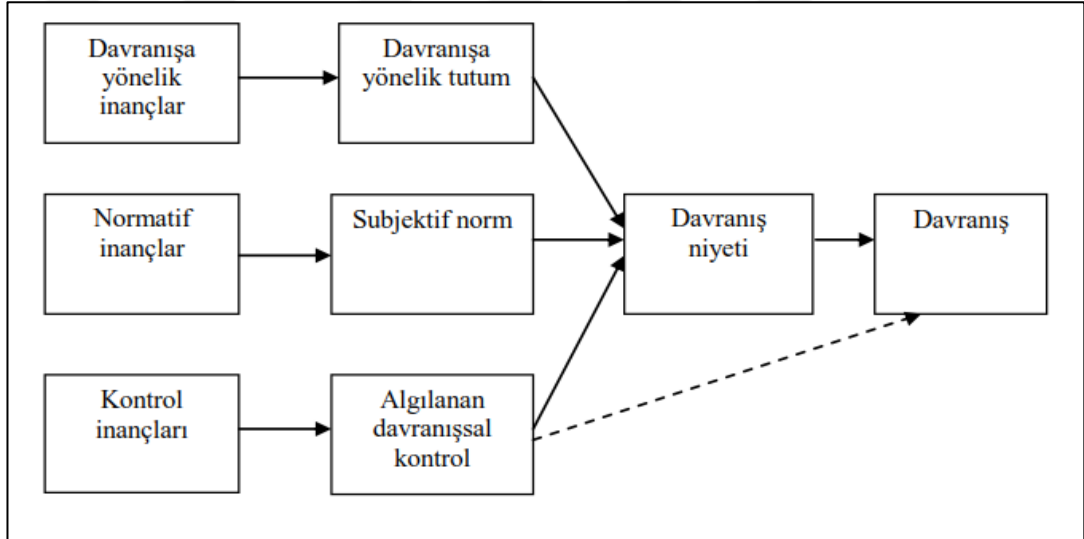 Davranışa
yönelik
inançlar
Davranışa
yönelik tutum
Normatif
inançlar
Subjektif norm
Davranış
niyeti
Davranış
Kontrol
inançları
Algılanan
davranışsal
kontrol